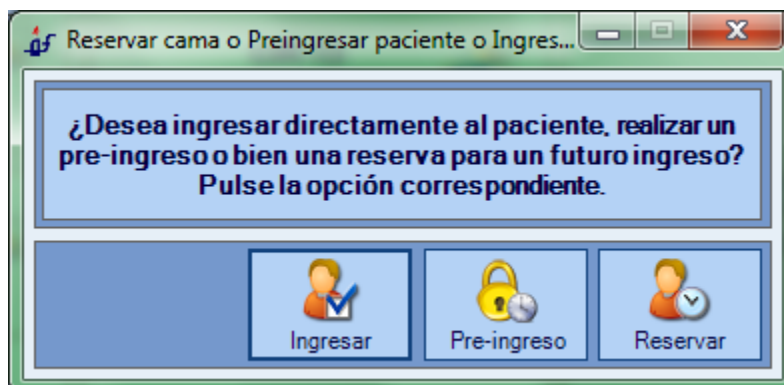 Reservar cama o Preingresar paciente o Ingres...
¿Desea ingresar directamente al paciente, realizar un
pre-ingreso o bien una reserva para un futuro ingreso?
Pulse la opción correspondiente.
Ingresar Pre-ingreso Reservar